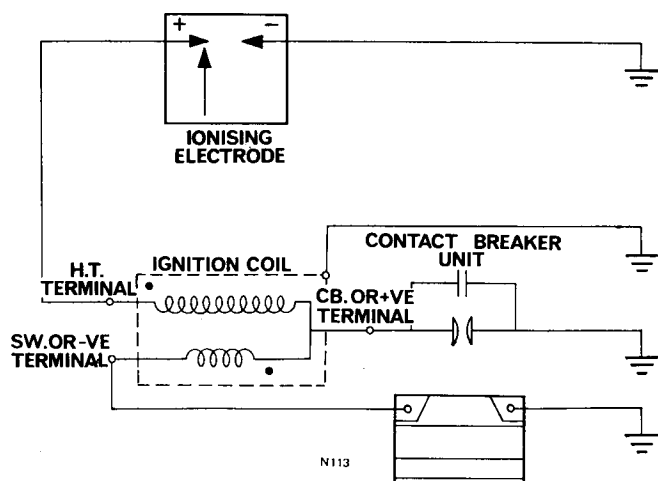 + -
IONISING
ELECTRODE
CONTACT BREAKER
UNIT
IGNITION COIL
H.T.
TERMINAL
CB. OR+VE
TERMINAL
SW. OR-VE
TERMINAL
N113